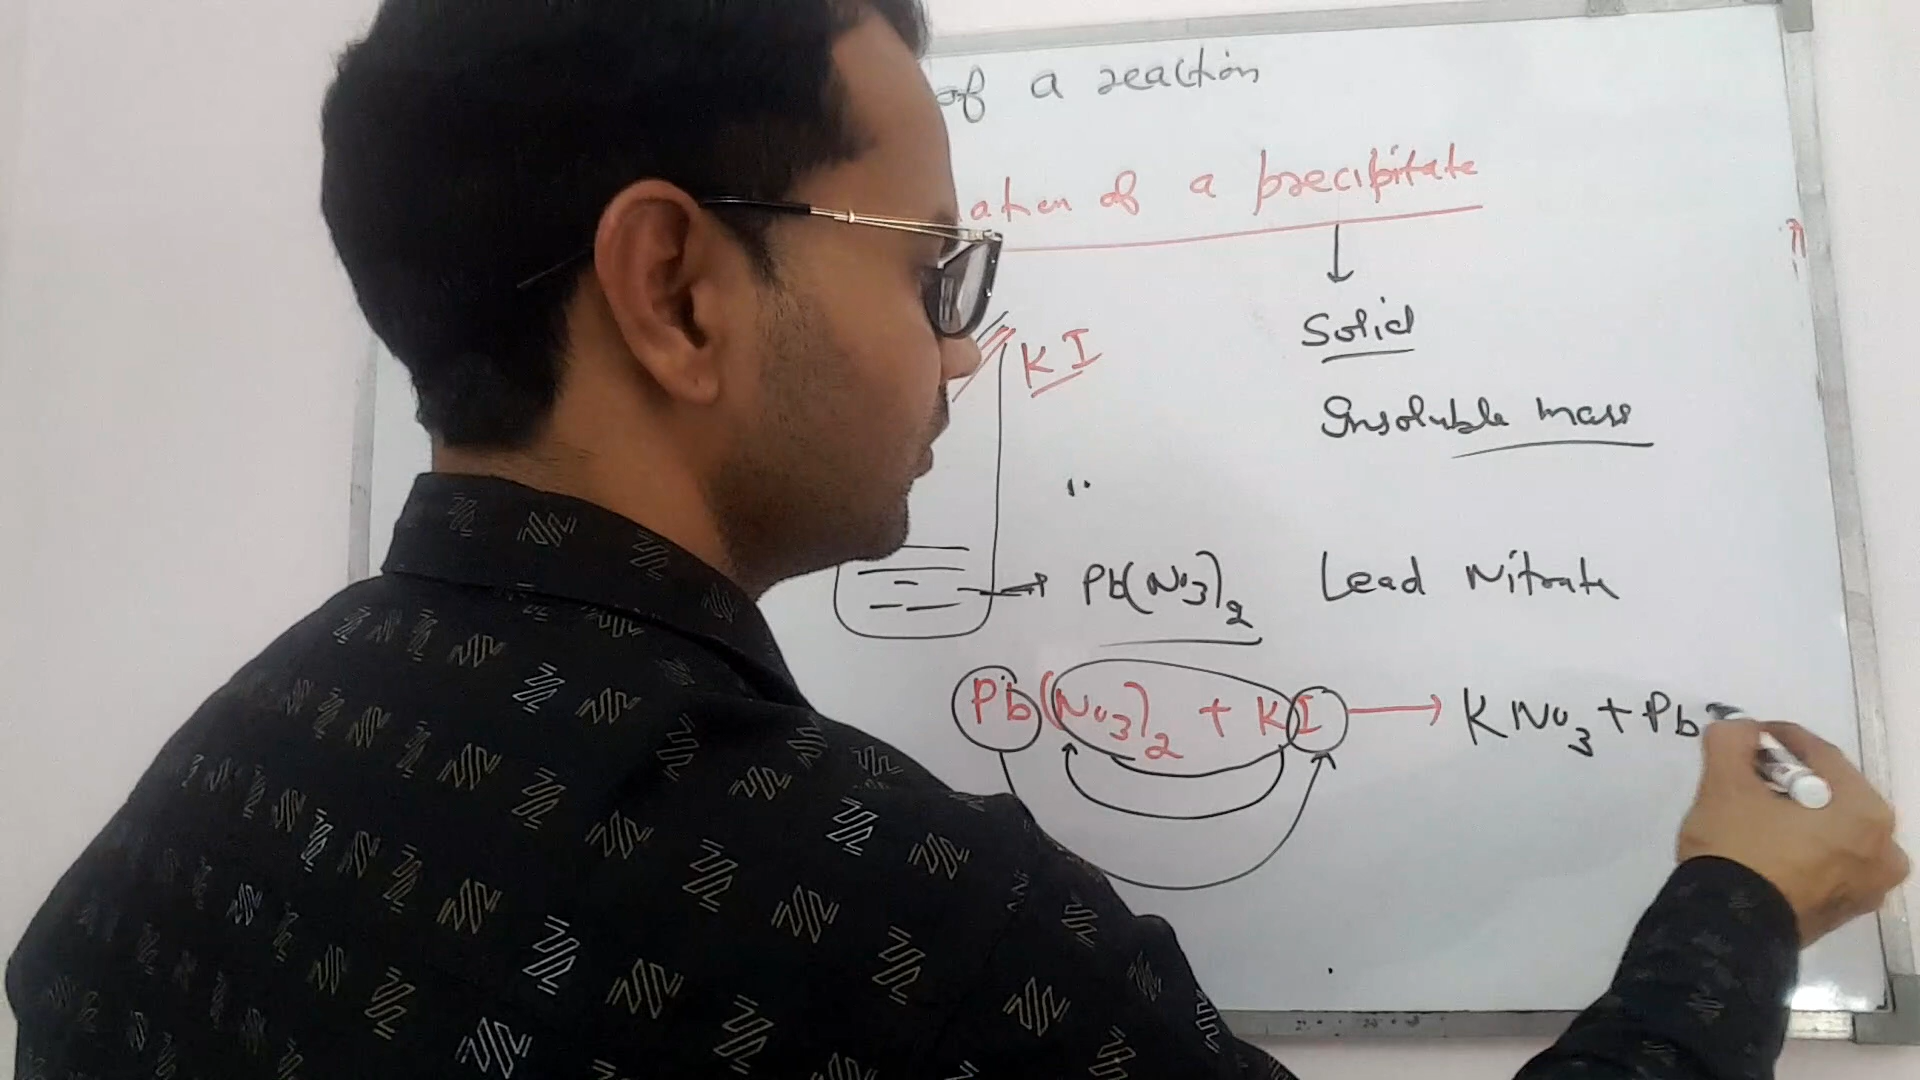 of a reaction
ation of a precipitate
Solid
KI
Insoluble mass
Pb(NO3)2 Lead Nitrate
Pb(NO3)2 + KI → KNO3 + Pb